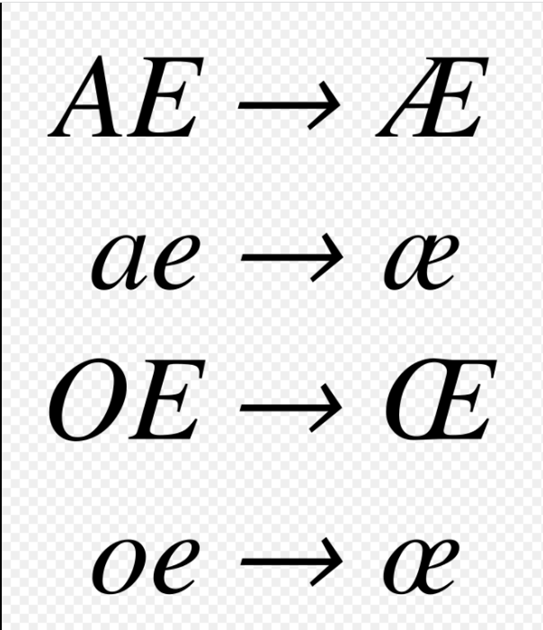 AE → Æ
ae → æ
OE → Œ
oe → œ